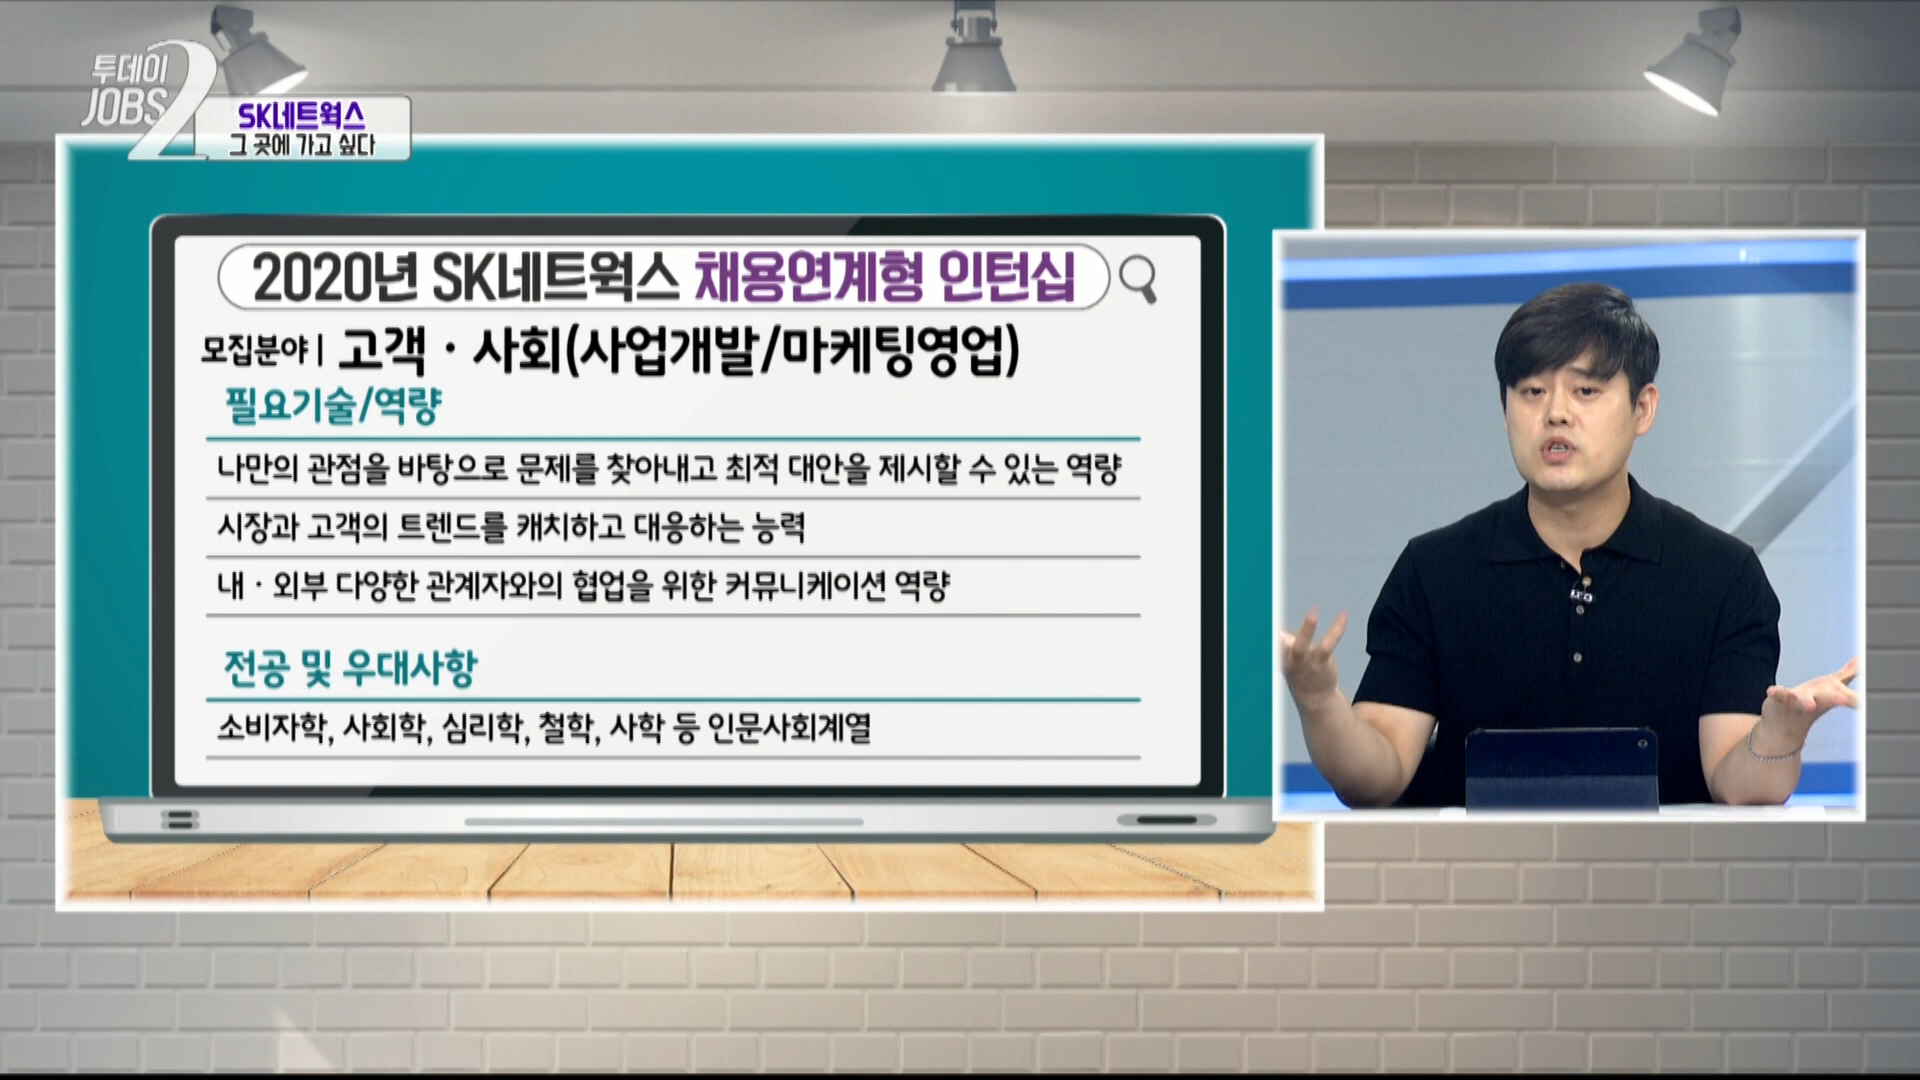 투데이
JOBS 2
SK네트웍스
그 곳에 가고 싶다
2020년 SK네트웍스 채용연계형 인턴십
모집분야 | 고객 · 사회(사업개발/마케팅영업)
필요기술/역량
나만의 관점을 바탕으로 문제를 찾아내고 최적 대안을 제시할 수 있는 역량
시장과 고객의 트렌드를 캐치하고 대응하는 능력
내 · 외부 다양한 관계자와의 협업을 위한 커뮤니케이션 역량
전공 및 우대사항
소비자학, 사회학, 심리학, 철학, 사학 등 인문사회계열